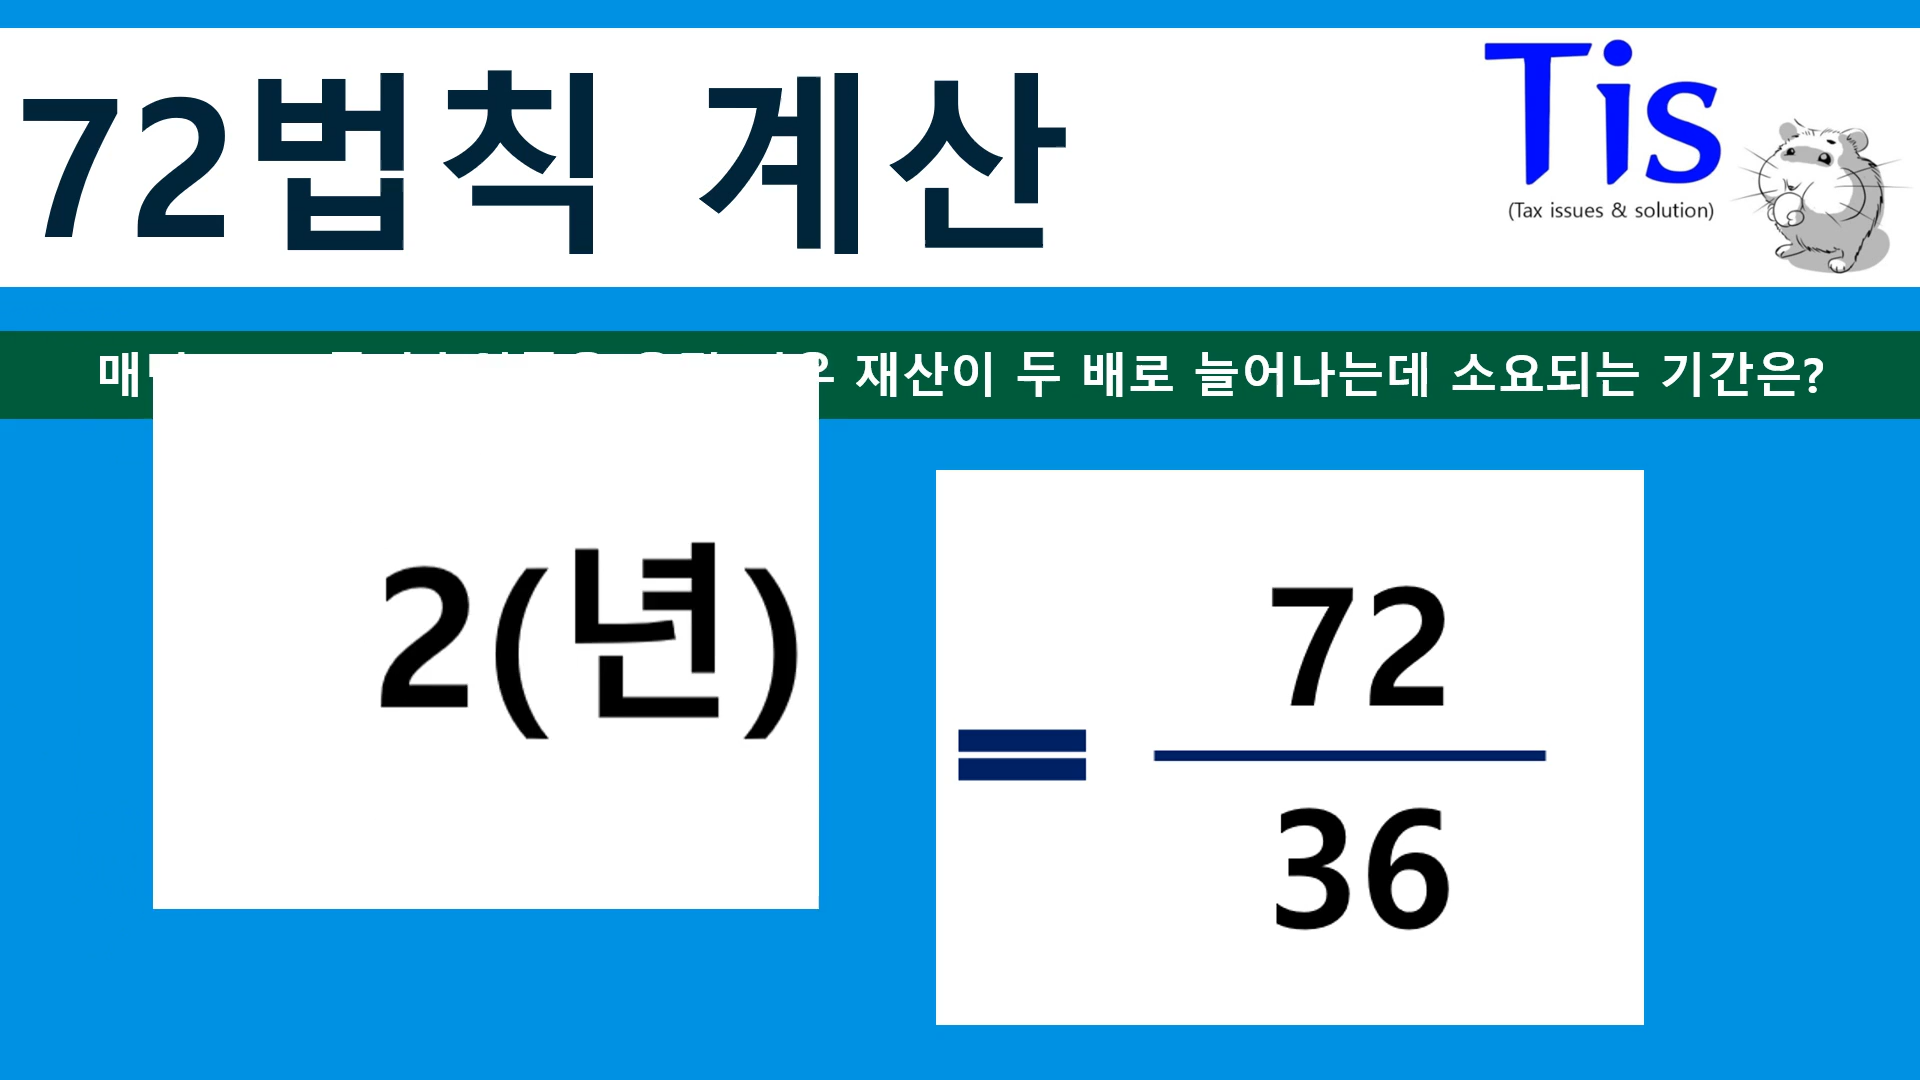 72법칙 계산
Tis
(Tax issues & solution)
재산이 두 배로 늘어나는데 소요되는 기간은?
2(년)
=
72
36